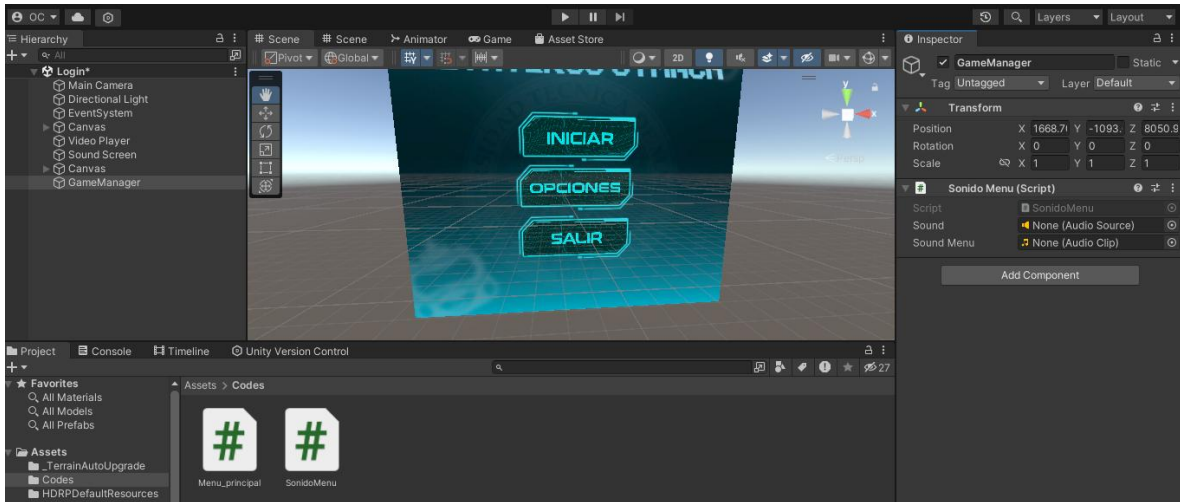 OC
Layers
Layout
Hierarchy
Scene
Scene
Animator
Game
Asset Store
Inspector
All
Pivot
Global
2D
GameManager
Static
Tag Untagged
Layer Default
Login*
Main Camera
Directional Light
EventSystem
Canvas
Video Player
Sound Screen
Canvas
GameManager
y
x
Persp
INICIAR
OPCIONES
SALIR
Transform
Position X 1668.7 Y -1093. Z 8050.9
Rotation X 0 Y 0 Z 0
Scale X 1 Y 1 Z 1
# Sonido Menu (Script)
Script SonidoMenu
Sound None (Audio Source)
Sound Menu None (Audio Clip)
Add Component
Project
Console
Timeline
Unity Version Control
27
Favorites
All Materials
All Models
All Prefabs
Assets
_TerrainAutoUpgrade
Codes
HDRPDefaultResources
Assets > Codes
#
#
Menu_principal
SonidoMenu